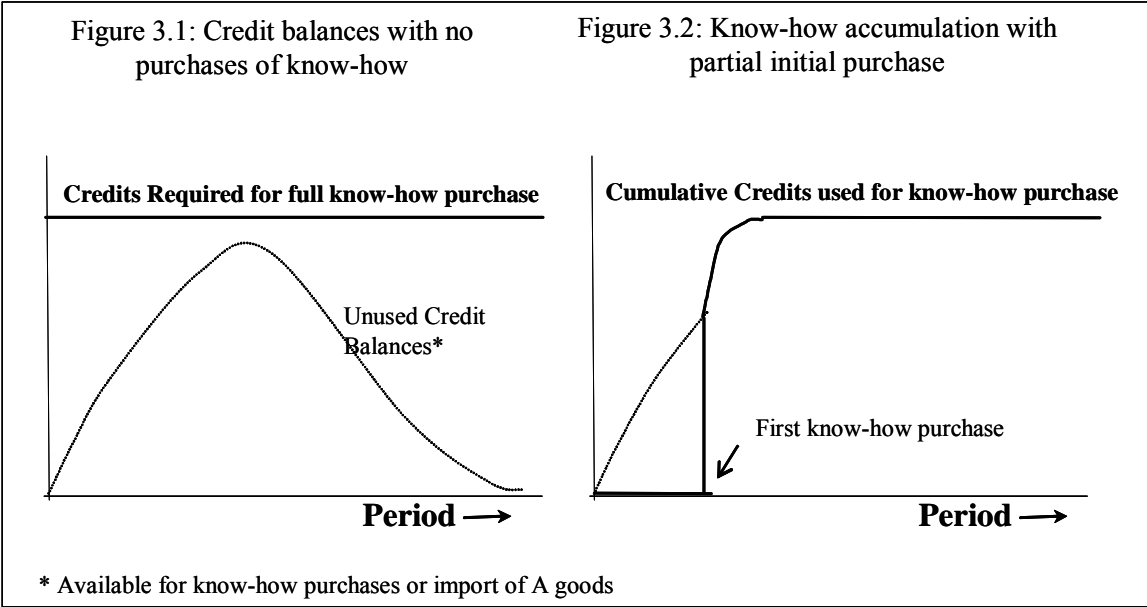 Figure 3.1: Credit balances with no
purchases of know-how
Credits Required for full know-how purchase
Unused Credit
Balances*
Period
Figure 3.2: Know-how accumulation with
partial initial purchase
Cumulative Credits used for know-how purchase
First know-how purchase
Period
* Available for know-how purchases or import of A goods